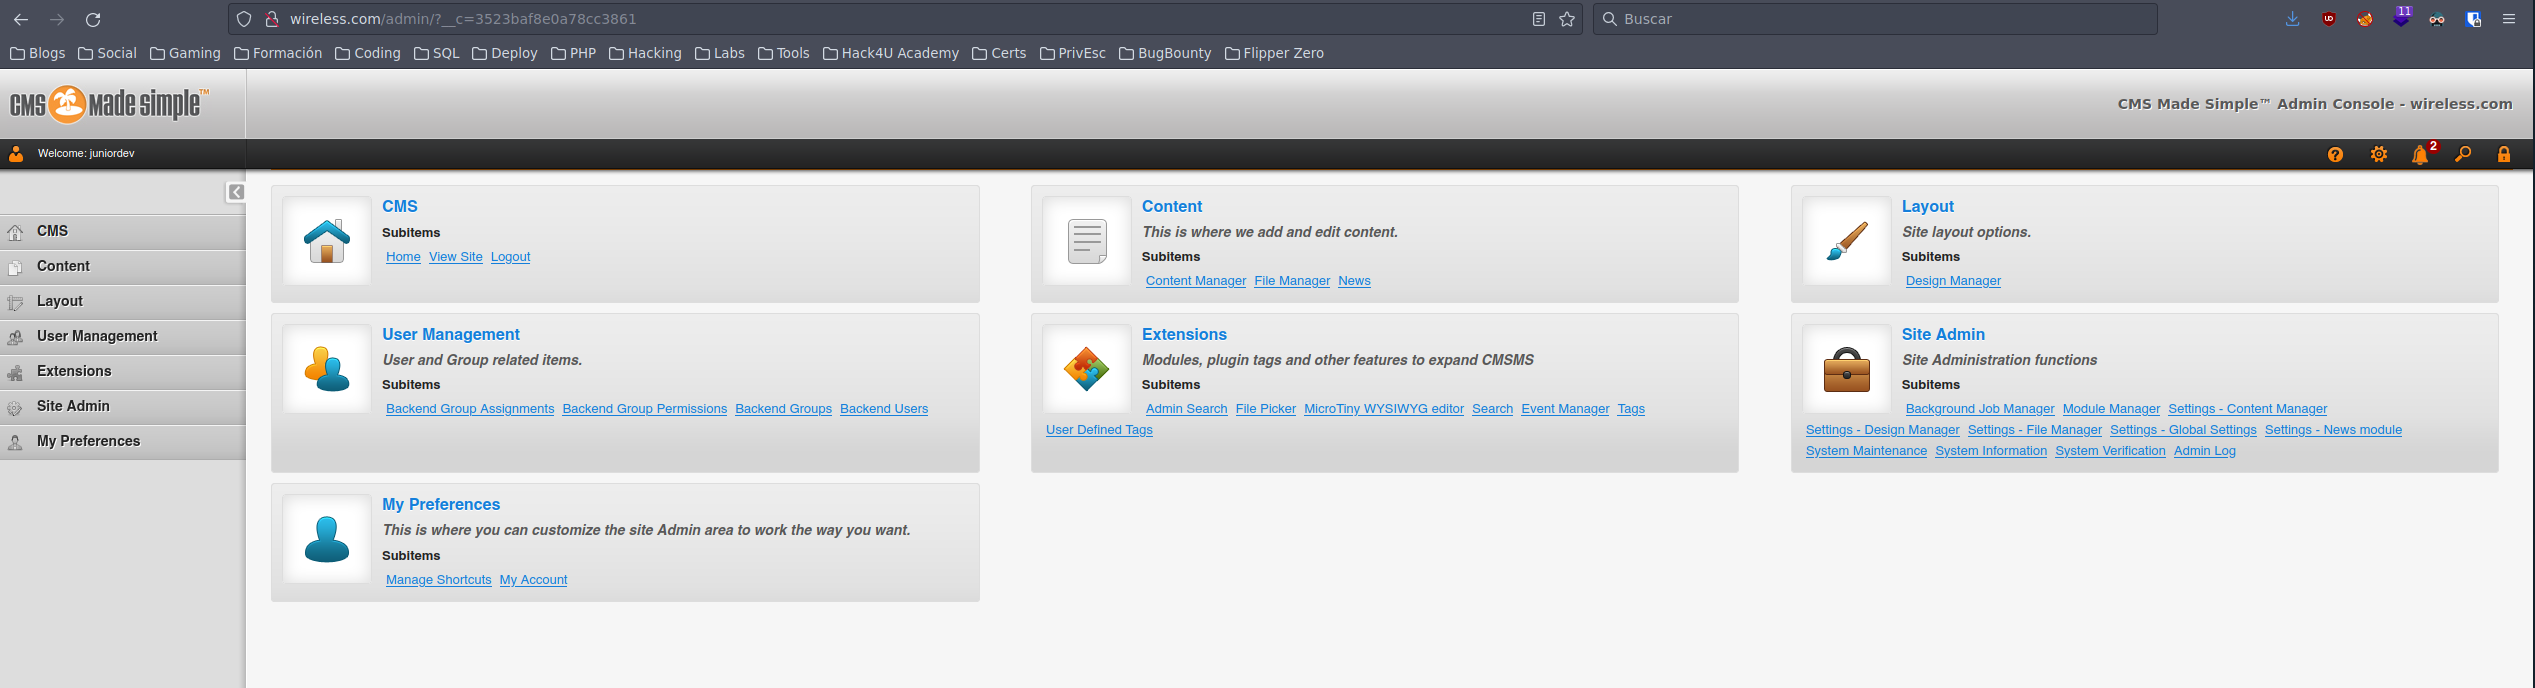 wireless.com/admin/?__c=3523baf8e0a78cc3861
Buscar
11
Blogs Social Gaming Formación Coding SQL Deploy PHP Hacking Labs Tools Hack4U Academy Certs PrivEsc BugBounty Flipper Zero
CMS Made Simple™
CMS Made Simple™ Admin Console - wireless.com
Welcome: juniordev
2
CMS
Content
Layout
User Management
Extensions
Site Admin
My Preferences
CMS
Subitems
Home View Site Logout
Content
This is where we add and edit content.
Subitems
Content Manager File Manager News
Layout
Site layout options.
Subitems
Design Manager
User Management
User and Group related items.
Subitems
Backend Group Assignments Backend Group Permissions Backend Groups Backend Users
Extensions
Modules, plugin tags and other features to expand CMSMS
Subitems
Admin Search File Picker MicroTiny WYSIWYG editor Search Event Manager Tags
User Defined Tags
Site Admin
Site Administration functions
Subitems
Background Job Manager Module Manager Settings - Content Manager
Settings - Design Manager Settings - File Manager Settings - Global Settings Settings - News module
System Maintenance System Information System Verification Admin Log
My Preferences
This is where you can customize the site Admin area to work the way you want.
Subitems
Manage Shortcuts My Account